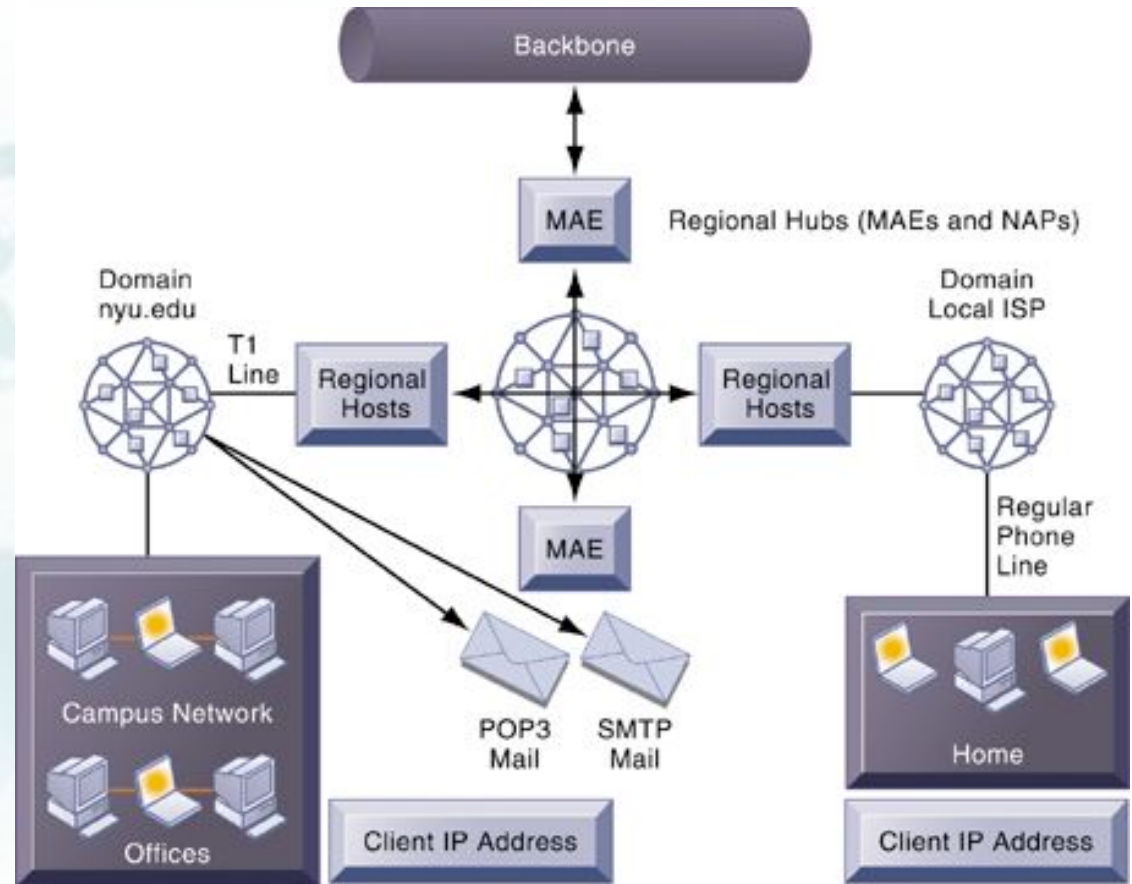 Backbone
MAE
Regional Hubs (MAEs and NAPs)
Domain
nyu.edu
Domain
Local ISP
T1
Line
Regional
Hosts
Regional
Hosts
MAE
Regular
Phone
Line
Campus Network
Offices
POP3
Mail
SMTP
Mail
Home
Client IP Address
Client IP Address